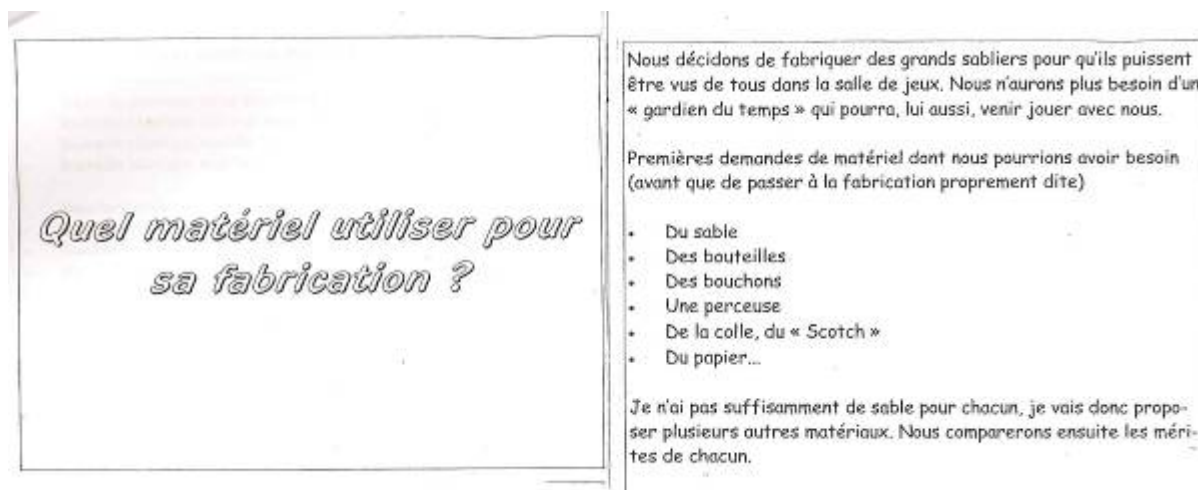 Quel matériel utiliser pour
sa fabrication ?
Nous décidons de fabriquer des grands sabliers pour qu'ils puissent
être vus de tous dans la salle de jeux. Nous n'aurons plus besoin d'un
« gardien du temps » qui pourra, lui aussi, venir jouer avec nous.
Premières demandes de matériel dont nous pourrions avoir besoin
(avant que de passer à la fabrication proprement dite)
• Du sable
• Des bouteilles
• Des bouchons
• Une perceuse
• De la colle, du « Scotch »
• Du papier...
Je n'ai pas suffisamment de sable pour chacun, je vais donc propo-
ser plusieurs autres matériaux. Nous comparerons ensuite les méri-
tes de chacun.